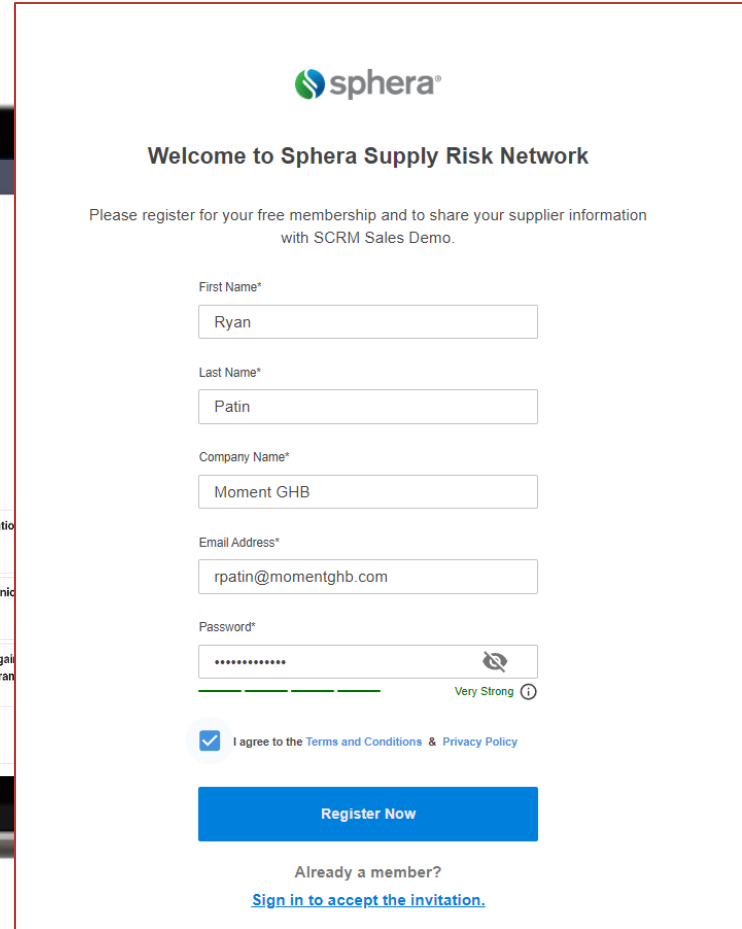 sphera®
Welcome to Sphera Supply Risk Network
Please register for your free membership and to share your supplier information
with SCRM Sales Demo.
First Name*
Ryan
Last Name*
Patin
Company Name*
Moment GHB
Email Address*
rpatin@momentghb.com
Password*
•••••••••••••
Very Strong
I agree to the Terms and Conditions & Privacy Policy
Register Now
Already a member?
Sign in to accept the invitation.